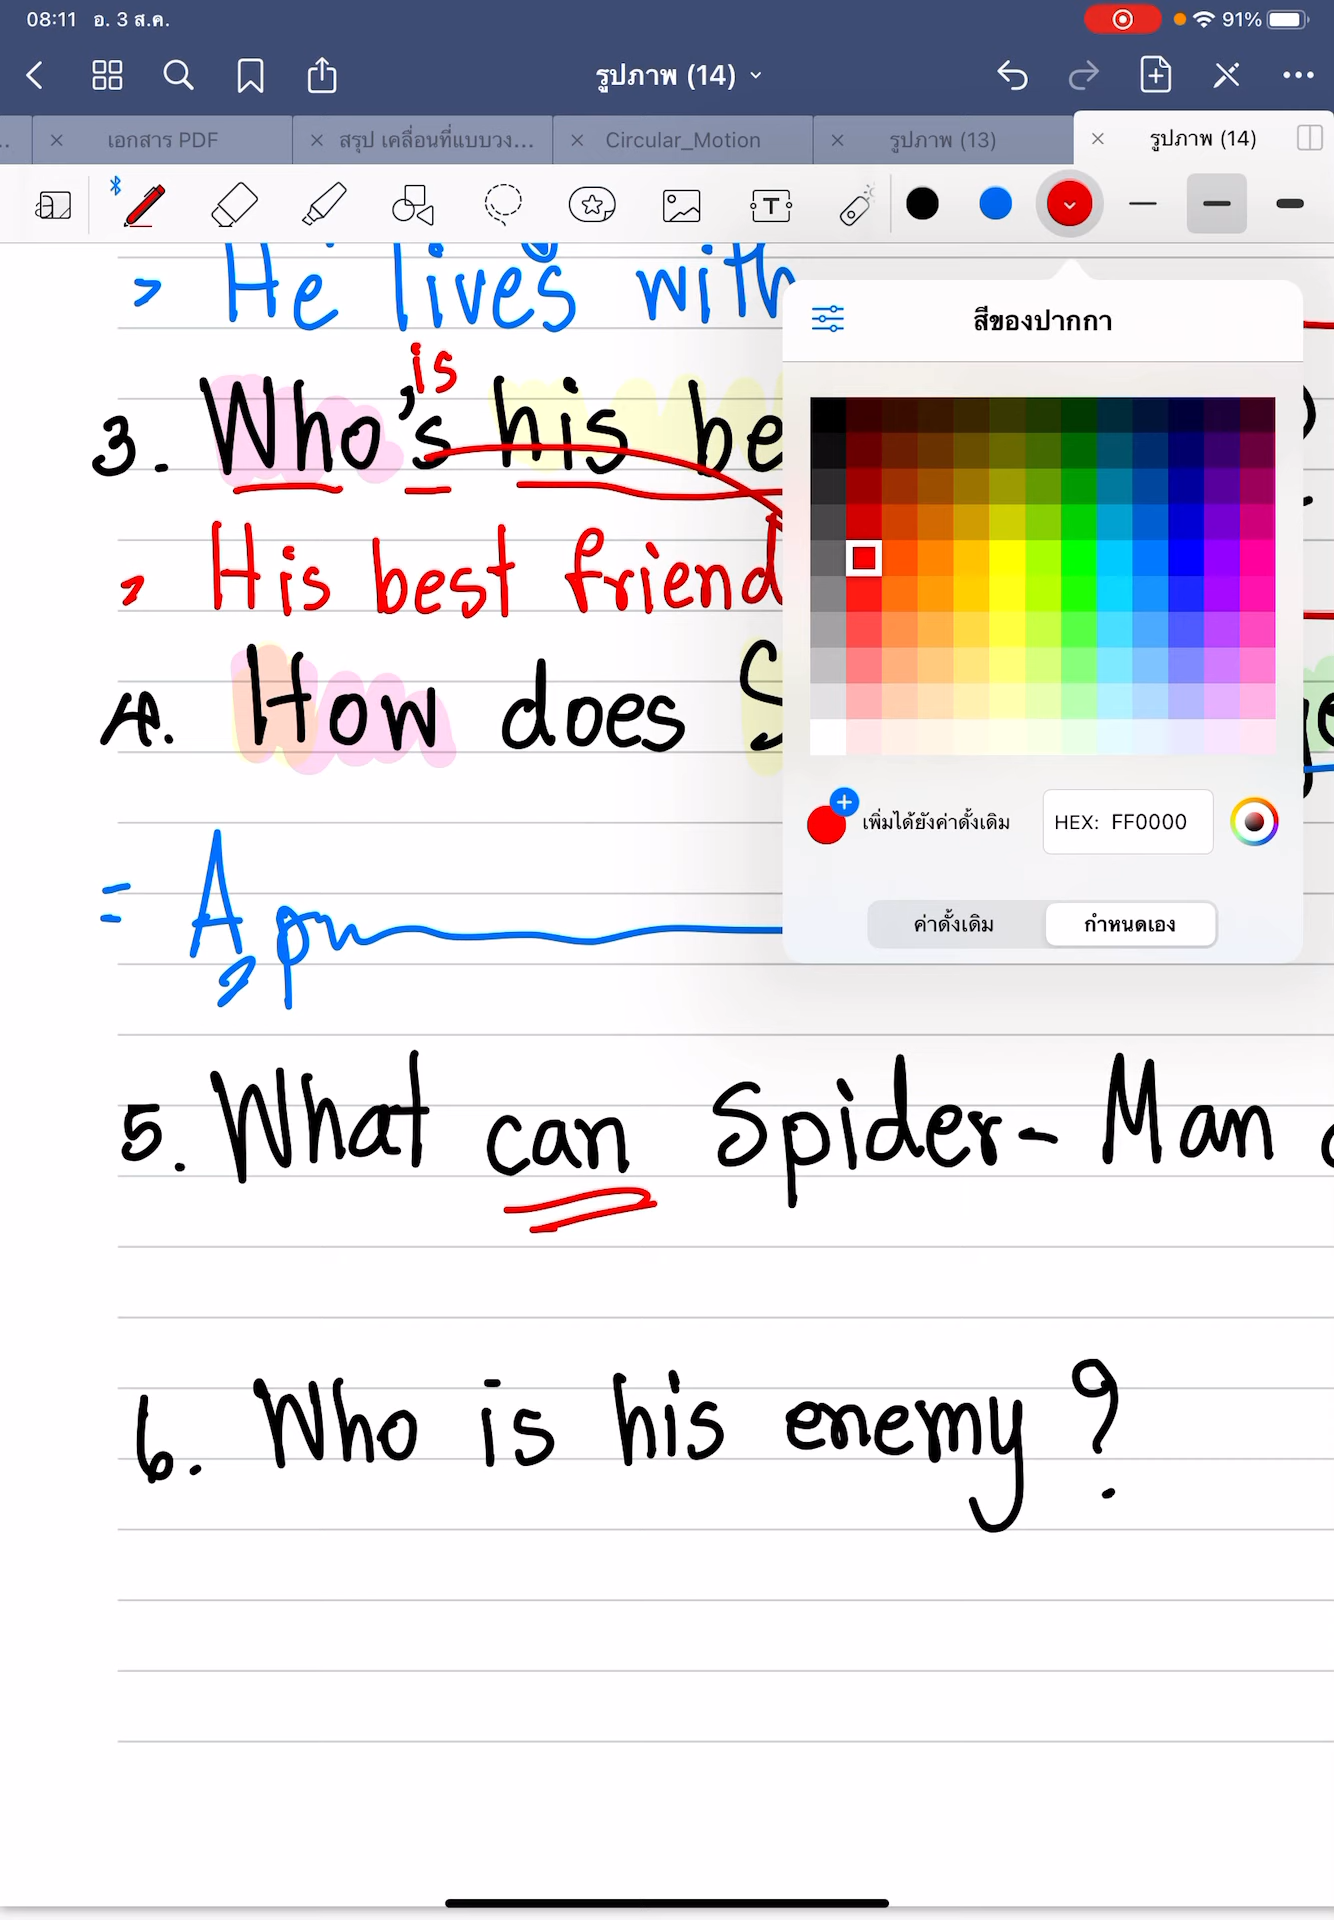 08:11 อ. 3 ส.ค. 91%
รูปภาพ (14)
เอกสาร PDF สรุป เคลื่อนที่แบบวง... Circular_Motion รูปภาพ (13) รูปภาพ (14)
He lives with
is
3. Who's his be
His best friend
4. How does S
= A
5. What can Spider-Man
6. Who is his enemy?
สีของปากกา
เพิ่มได้ยังค่าดั้งเดิม HEX: FF0000
ค่าดั้งเดิม กำหนดเอง